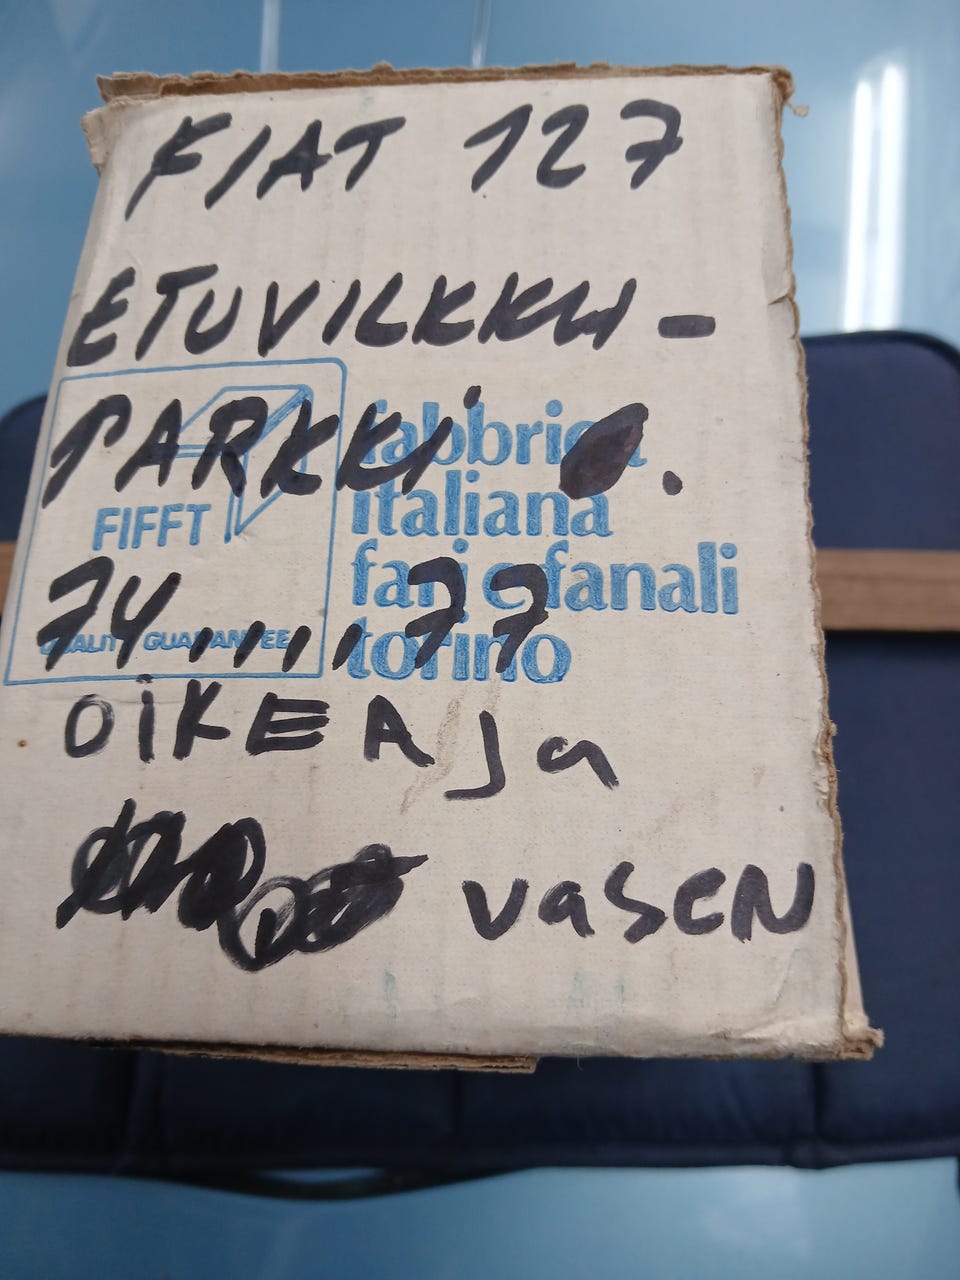 FIAT 127
ETUVILKKU-
PARKKI .
74.....77
OIKEA Ja
vaseN
FIFFT
QUALITY GUARANTEE
fabbrica
italiana
fari e fanali
torino